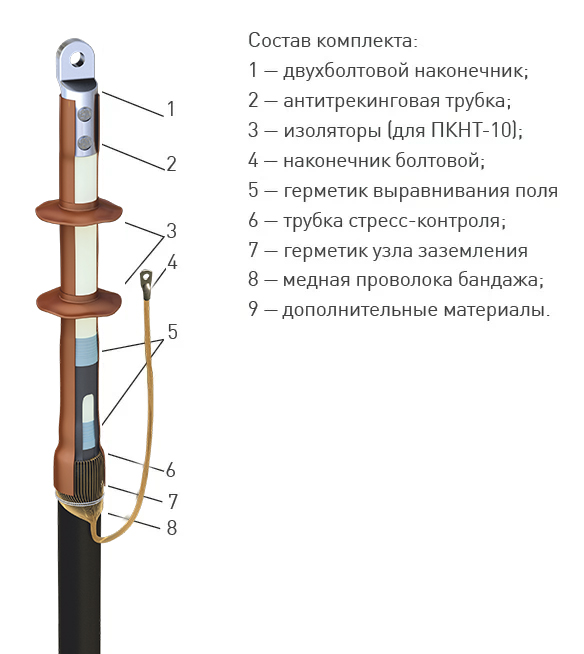 Состав комплекта:
1 — двухболтовой наконечник;
2 — антитрекинговая трубка;
3 — изоляторы (для ПКНТ-10);
4 — наконечник болтовой;
5 — герметик выравнивания поля
6 — трубка стресс-контроля;
7 — герметик узла заземления
8 — медная проволока бандажа;
9 — дополнительные материалы.
1
2
3
4
5
6
7
8